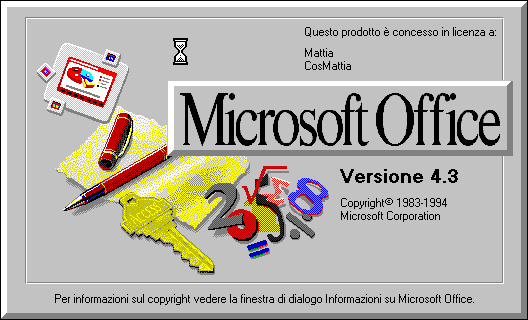 Questo prodotto è concesso in licenza a:
Mattia
CosMattia
Microsoft Office
Versione 4.3
Copyright© 1983-1994
Microsoft Corporation
Per informazioni sul copyright vedere la finestra di dialogo Informazioni su Microsoft Office.